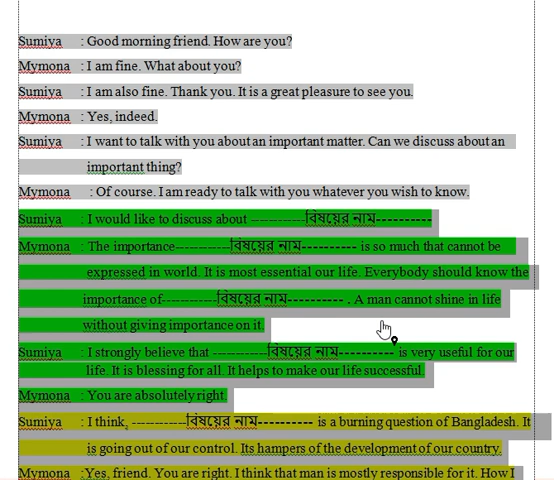 Sumiya : Good morning friend. How are you?
Mymona : I am fine. What about you?
Sumiya : I am also fine. Thank you. It is a great pleasure to see you.
Mymona : Yes, indeed.
Sumiya : I want to talk with you about an important matter. Can we discuss about an
important thing?
Mymona : Of course. I am ready to talk with you whatever you wish to know.
Sumiya : I would like to discuss about ------------বিষয়ের নাম----------
Mymona : The importance------------বিষয়ের নাম---------- is so much that cannot be
expressed in world. It is most essential our life. Everybody should know the
importance of------------বিষয়ের নাম---------- . A man cannot shine in life
without giving importance on it.
Sumiya : I strongly believe that ------------বিষয়ের নাম---------- is very useful for our
life. It is blessing for all. It helps to make our life successful.
Mymona : You are absolutely right.
Sumiya : I think, ------------বিষয়ের নাম---------- is a burning question of Bangladesh. It
is going out of our control. Its hampers of the development of our country.
Mymona :Yes, friend. You are right. I think that man is mostly responsible for it. How I